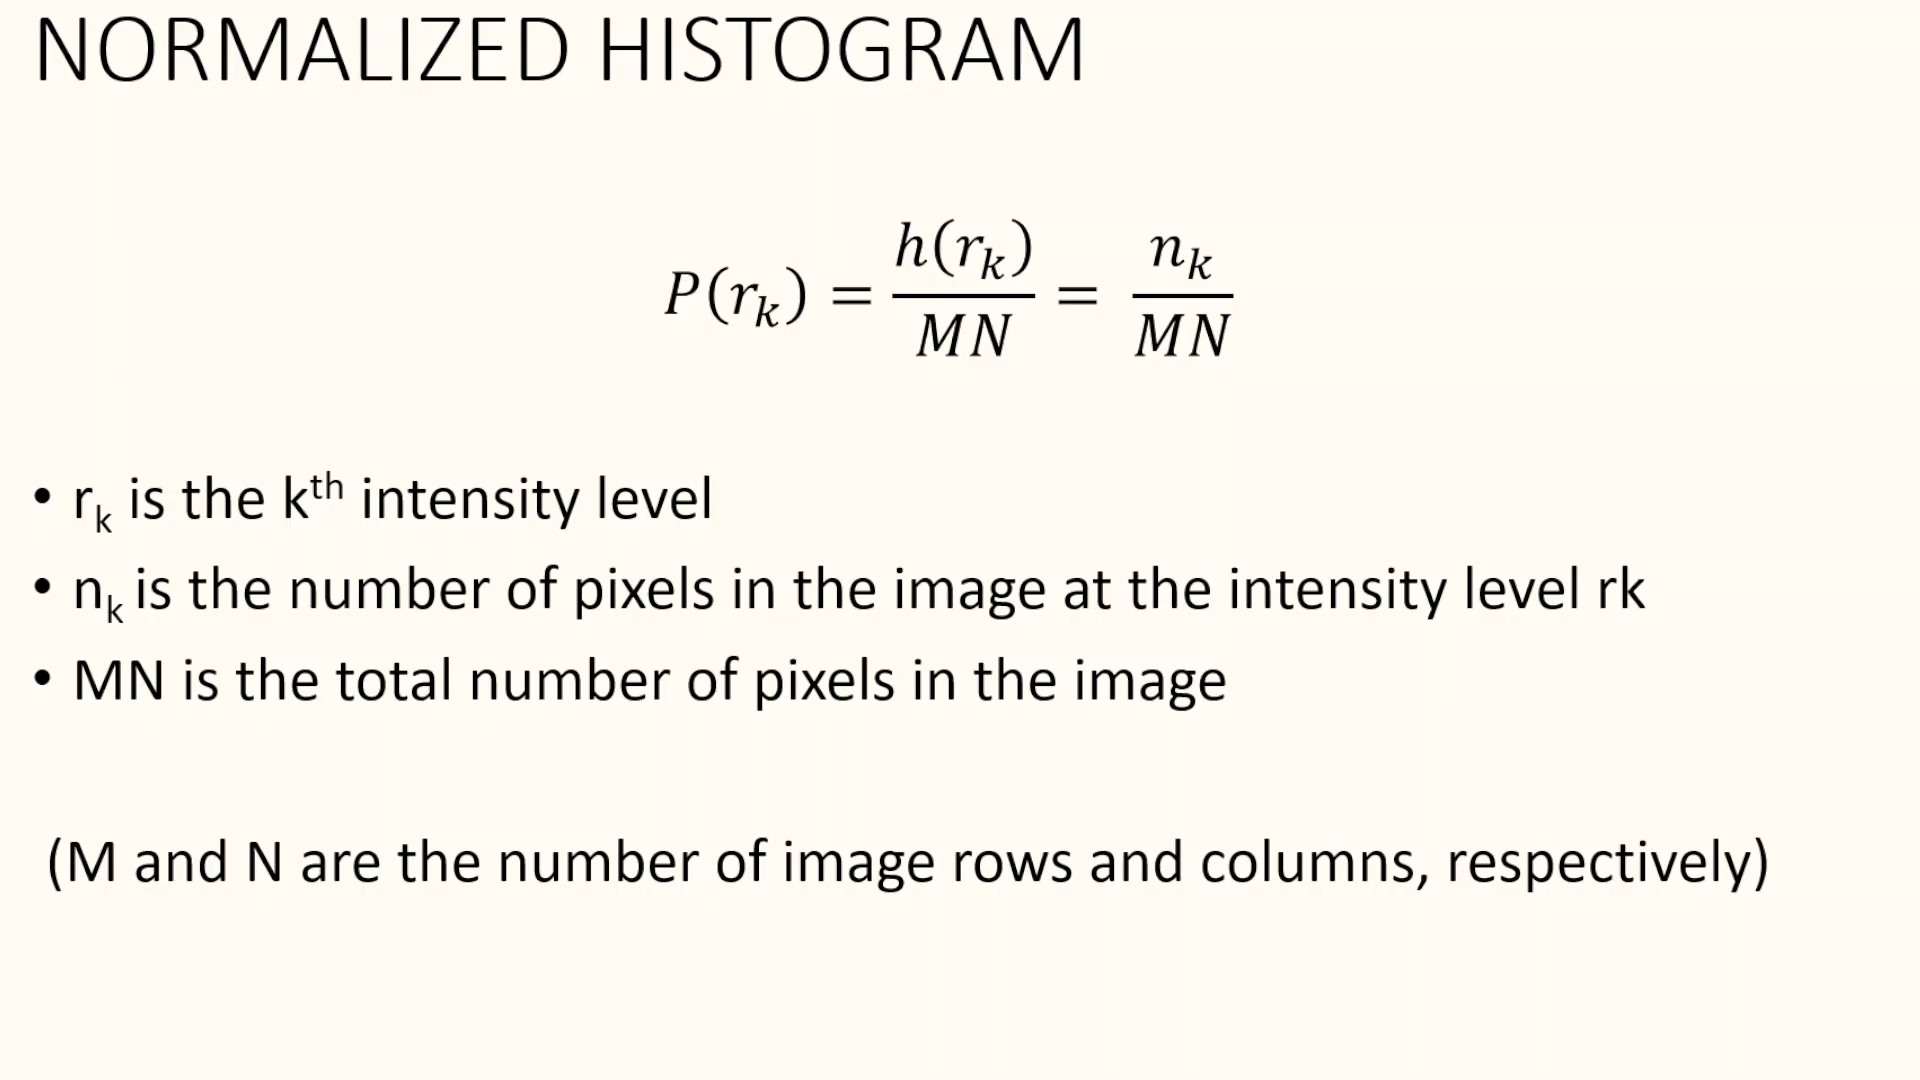 NORMALIZED HISTOGRAM
P(r_k) = h(r_k)/MN = n_k/MN
• r_k is the k^th intensity level
• n_k is the number of pixels in the image at the intensity level rk
• MN is the total number of pixels in the image
(M and N are the number of image rows and columns, respectively)